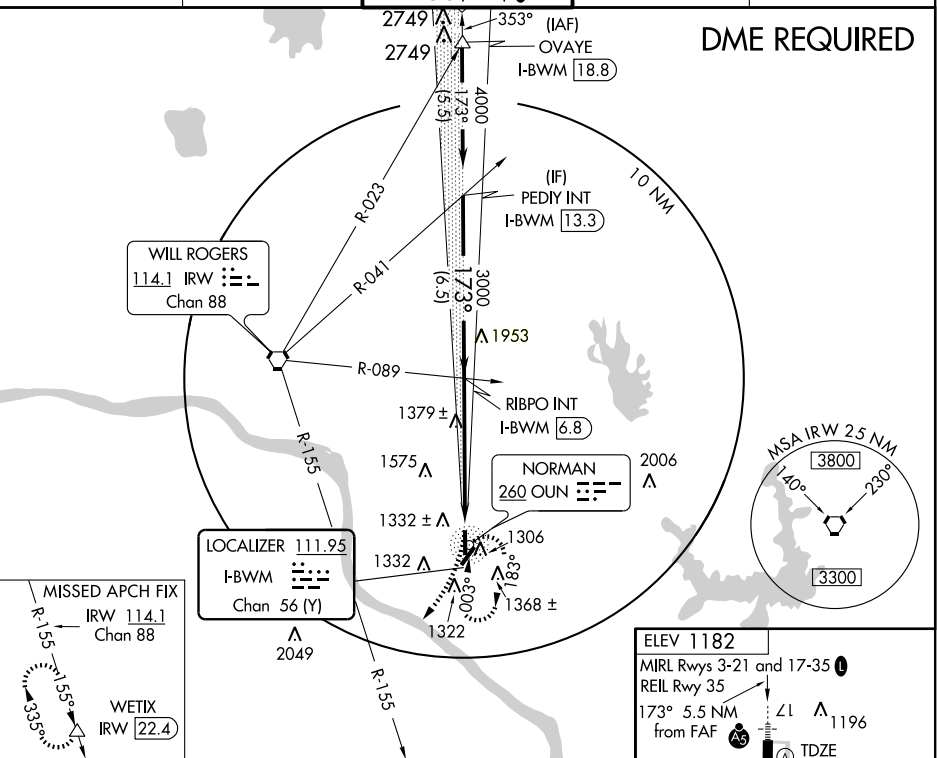 2749
353°
(IAF)
OVAYE
I-BWM 18.8
2749
DME REQUIRED
4000
173°
(5.5)
(IF)
PEDIY INT
I-BWM 13.3
10 NM
R-023
R-041
WILL ROGERS
114.1 IRW
Chan 88
3000
173°
(6.5)
1953
R-089
RIBPO INT
I-BWM 6.8
1379 ±
R-155
1575
NORMAN
260 OUN
2006
MSA IRW 25 NM
3800
140°
230°
3300
1332 ±
1306
LOCALIZER 111.95
I-BWM
Chan 56 (Y)
1332
183°
003°
1368 ±
1322
2049
R-155
MISSED APCH FIX
IRW 114.1
Chan 88
R-155
155°
335°
WETIX
IRW 22.4
ELEV 1182
MIRL Rwys 3-21 and 17-35 L
REIL Rwy 35
173° 5.5 NM
from FAF
A5
17
1196
A
TDZE